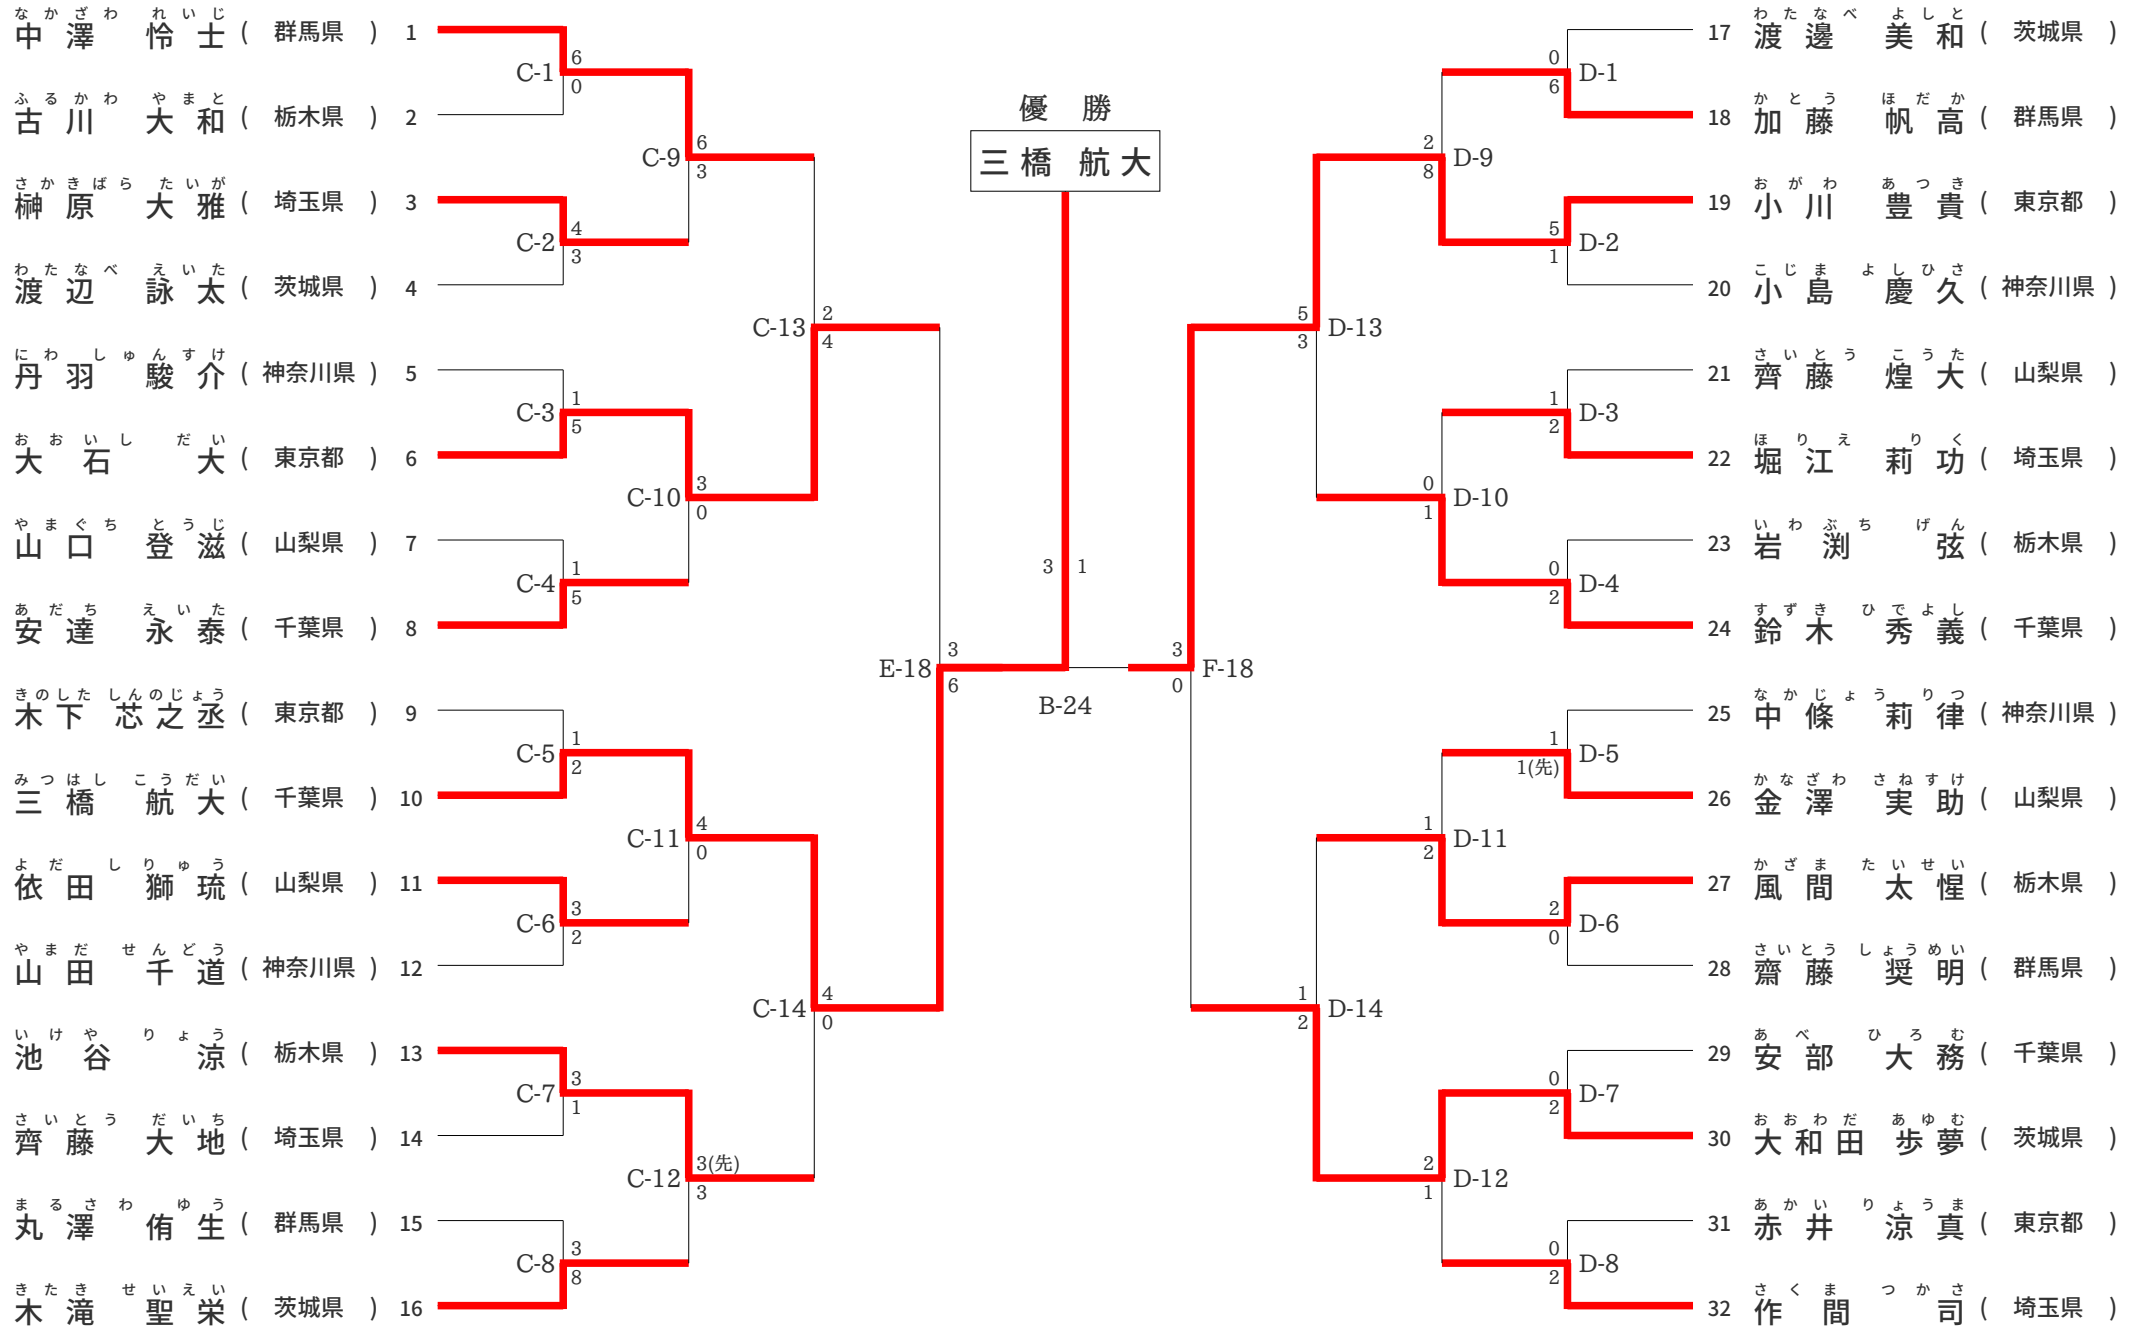 優 勝
三橋 航大
なかざわ れいじ
中澤 怜士 ( 群馬県 ) 1
C-1
6
0
ふるかわ やまと
古川 大和 ( 栃木県 ) 2
C-9
6
3
さかきばら たいが
榊原 大雅 ( 埼玉県 ) 3
C-2
4
3
わたなべ えいた
渡辺 詠太 ( 茨城県 ) 4
C-13
2
4
にわ しゅんすけ
丹羽 駿介 ( 神奈川県 ) 5
C-3
1
5
おおいし だい
大石 大 ( 東京都 ) 6
C-10
3
0
やまぐち とうじ
山口 登滋 ( 山梨県 ) 7
C-4
1
5
あだち えいた
安達 永泰 ( 千葉県 ) 8
E-18
3
6
きのした しんのじょう
木下 芯之丞 ( 東京都 ) 9
C-5
1
2
みつはし こうだい
三橋 航大 ( 千葉県 ) 10
C-11
4
0
よだ しりゅう
依田 獅琉 ( 山梨県 ) 11
C-6
3
2
やまだ せんどう
山田 千道 ( 神奈川県 ) 12
C-14
4
0
いけや りょう
池谷 涼 ( 栃木県 ) 13
C-7
3
1
さいとう だいち
齊藤 大地 ( 埼玉県 ) 14
C-12
3(先)
3
まるさわ ゆう
丸澤 侑生 ( 群馬県 ) 15
C-8
3
8
きたき せいえい
木滝 聖栄 ( 茨城県 ) 16
3 1
B-24
わたなべ よしと
17 渡邊 美和 ( 茨城県 )
0
6
D-1
かとう ほだか
18 加藤 帆高 ( 群馬県 )
2
8
D-9
おがわ あつき
19 小川 豊貴 ( 東京都 )
5
1
D-2
こじま よしひさ
20 小島 慶久 ( 神奈川県 )
5
3
D-13
さいとう こうた
21 齊藤 煌大 ( 山梨県 )
1
2
D-3
ほりえ りく
22 堀江 莉功 ( 埼玉県 )
0
1
D-10
いわぶち げん
23 岩渕 弦 ( 栃木県 )
0
2
D-4
すずき ひでよし
24 鈴木 秀義 ( 千葉県 )
3
0
F-18
なかじょう りつ
25 中條 莉律 ( 神奈川県 )
1
1(先)
D-5
かなざわ さねすけ
26 金澤 実助 ( 山梨県 )
1
2
D-11
かざま たいせい
27 風間 太惺 ( 栃木県 )
2
0
D-6
さいとう しょうめい
28 齋藤 奨明 ( 群馬県 )
1
2
D-14
あべ ひろむ
29 安部 大務 ( 千葉県 )
0
2
D-7
おおわだ あゆむ
30 大和田 歩夢 ( 茨城県 )
2
1
D-12
あかい りょうま
31 赤井 涼真 ( 東京都 )
0
2
D-8
さくま つかさ
32 作間 司 ( 埼玉県 )